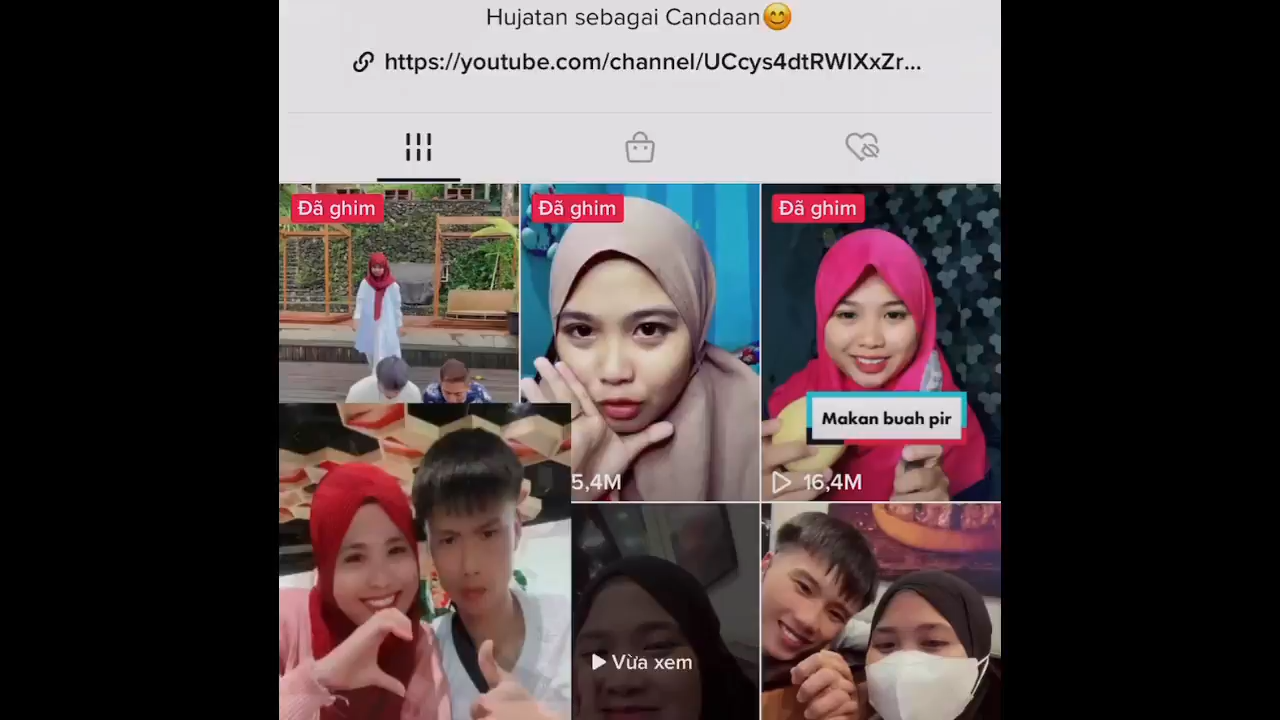 Hujatan sebagai Candaan😊
https://youtube.com/channel/UCcys4dtRWIXxZr...
Đã ghim
Đã ghim
Đã ghim
Makan buah pir
5,4M
16,4M
Vừa xem